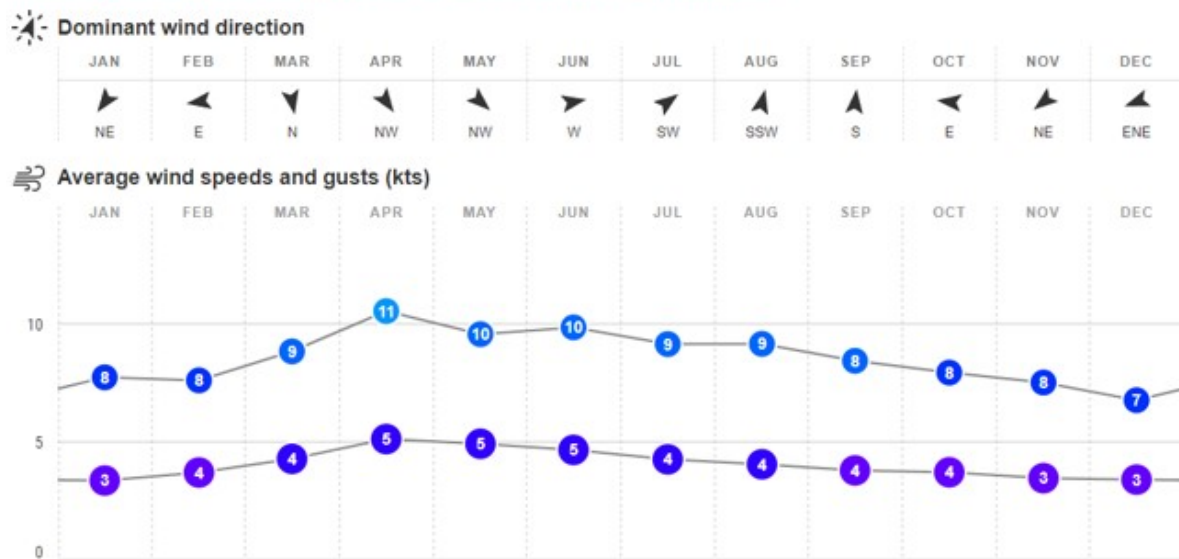 Dominant wind direction
JAN FEB MAR APR MAY JUN JUL AUG SEP OCT NOV DEC
NE E N NW NW W SW SSW S E NE ENE
Average wind speeds and gusts (kts)
JAN FEB MAR APR MAY JUN JUL AUG SEP OCT NOV DEC
10
8 8 9 11 10 10 9 9 8 8 8 7
5
3 4 4 5 5 5 4 4 4 4 3 3
0